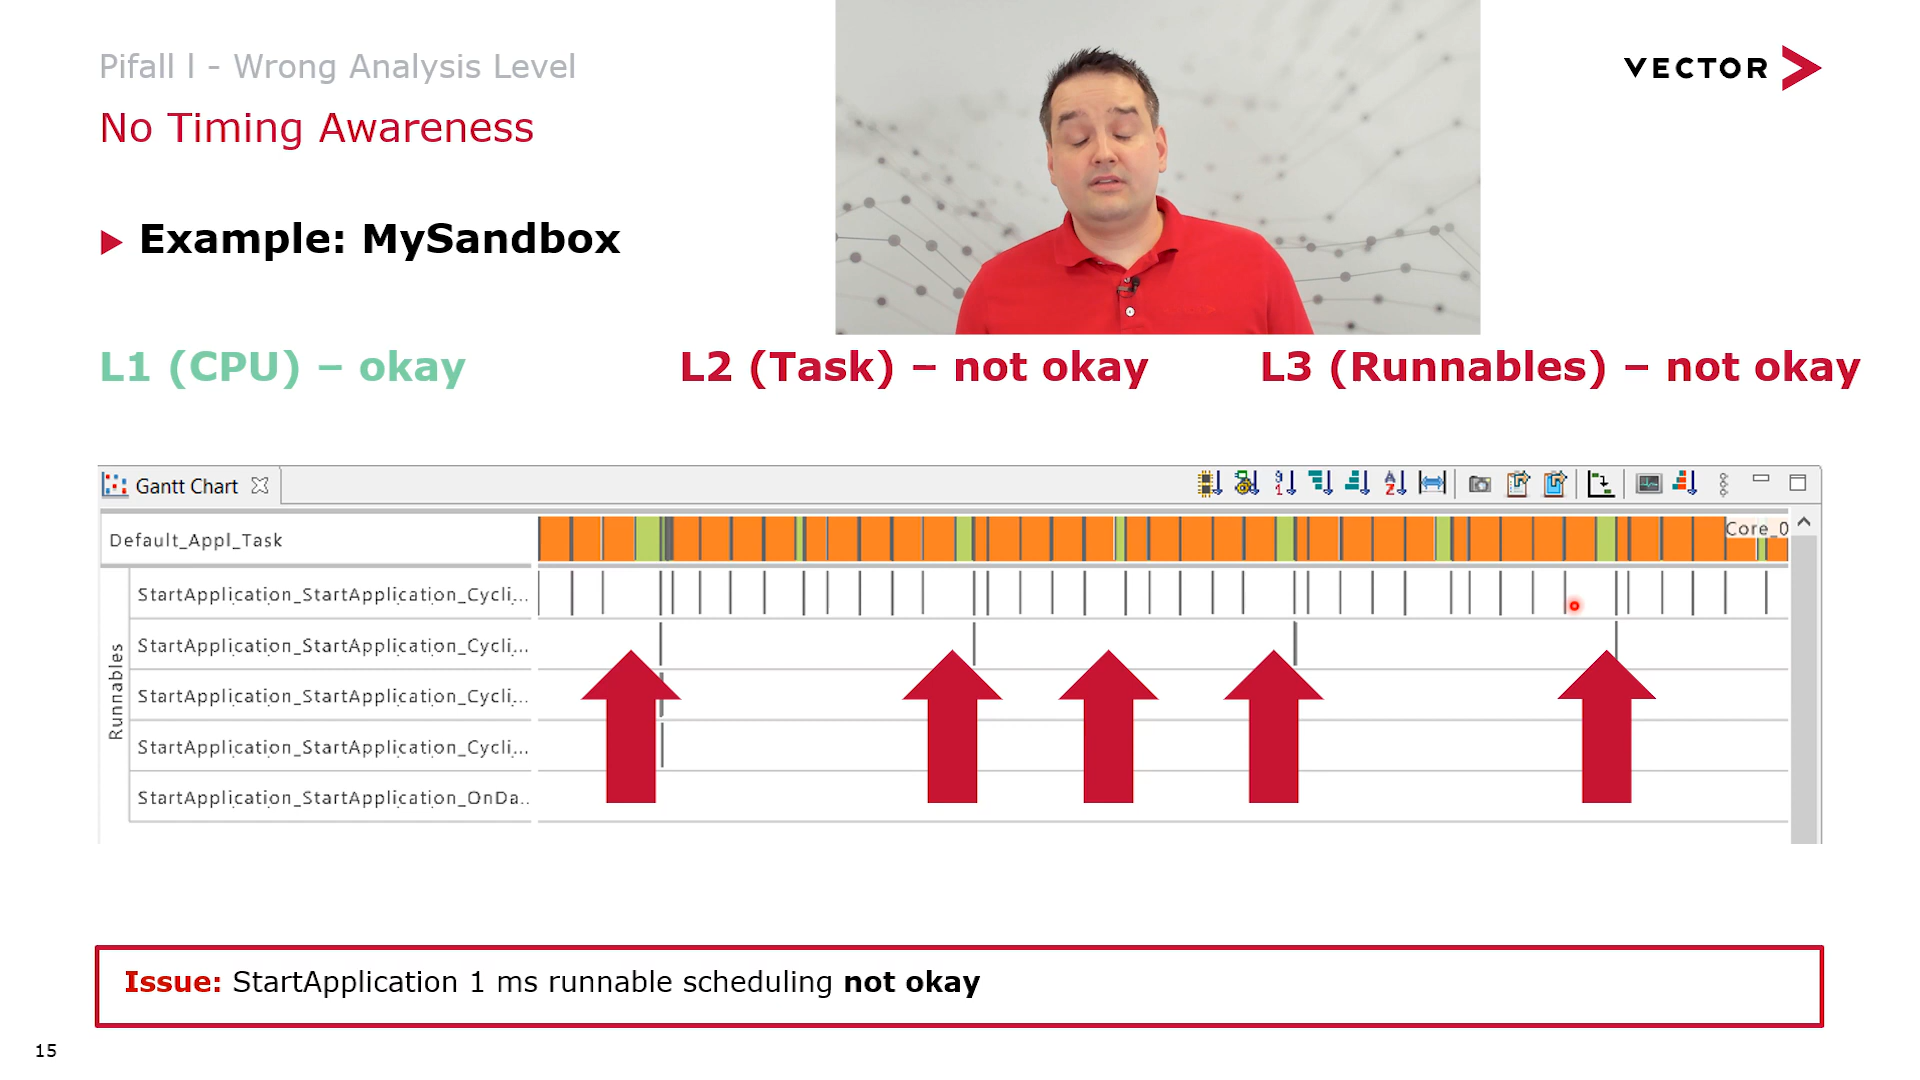 Pifall l - Wrong Analysis Level
No Timing Awareness
VECTOR
Example: MySandbox
L1 (CPU) – okay
L2 (Task) – not okay
L3 (Runnables) – not okay
Gantt Chart
Default_Appl_Task
Core_0
Runnables
StartApplication_StartApplication_Cycli...
StartApplication_StartApplication_Cycli...
StartApplication_StartApplication_Cycli...
StartApplication_StartApplication_Cycli...
StartApplication_StartApplication_OnDa..
Issue: StartApplication 1 ms runnable scheduling not okay
15